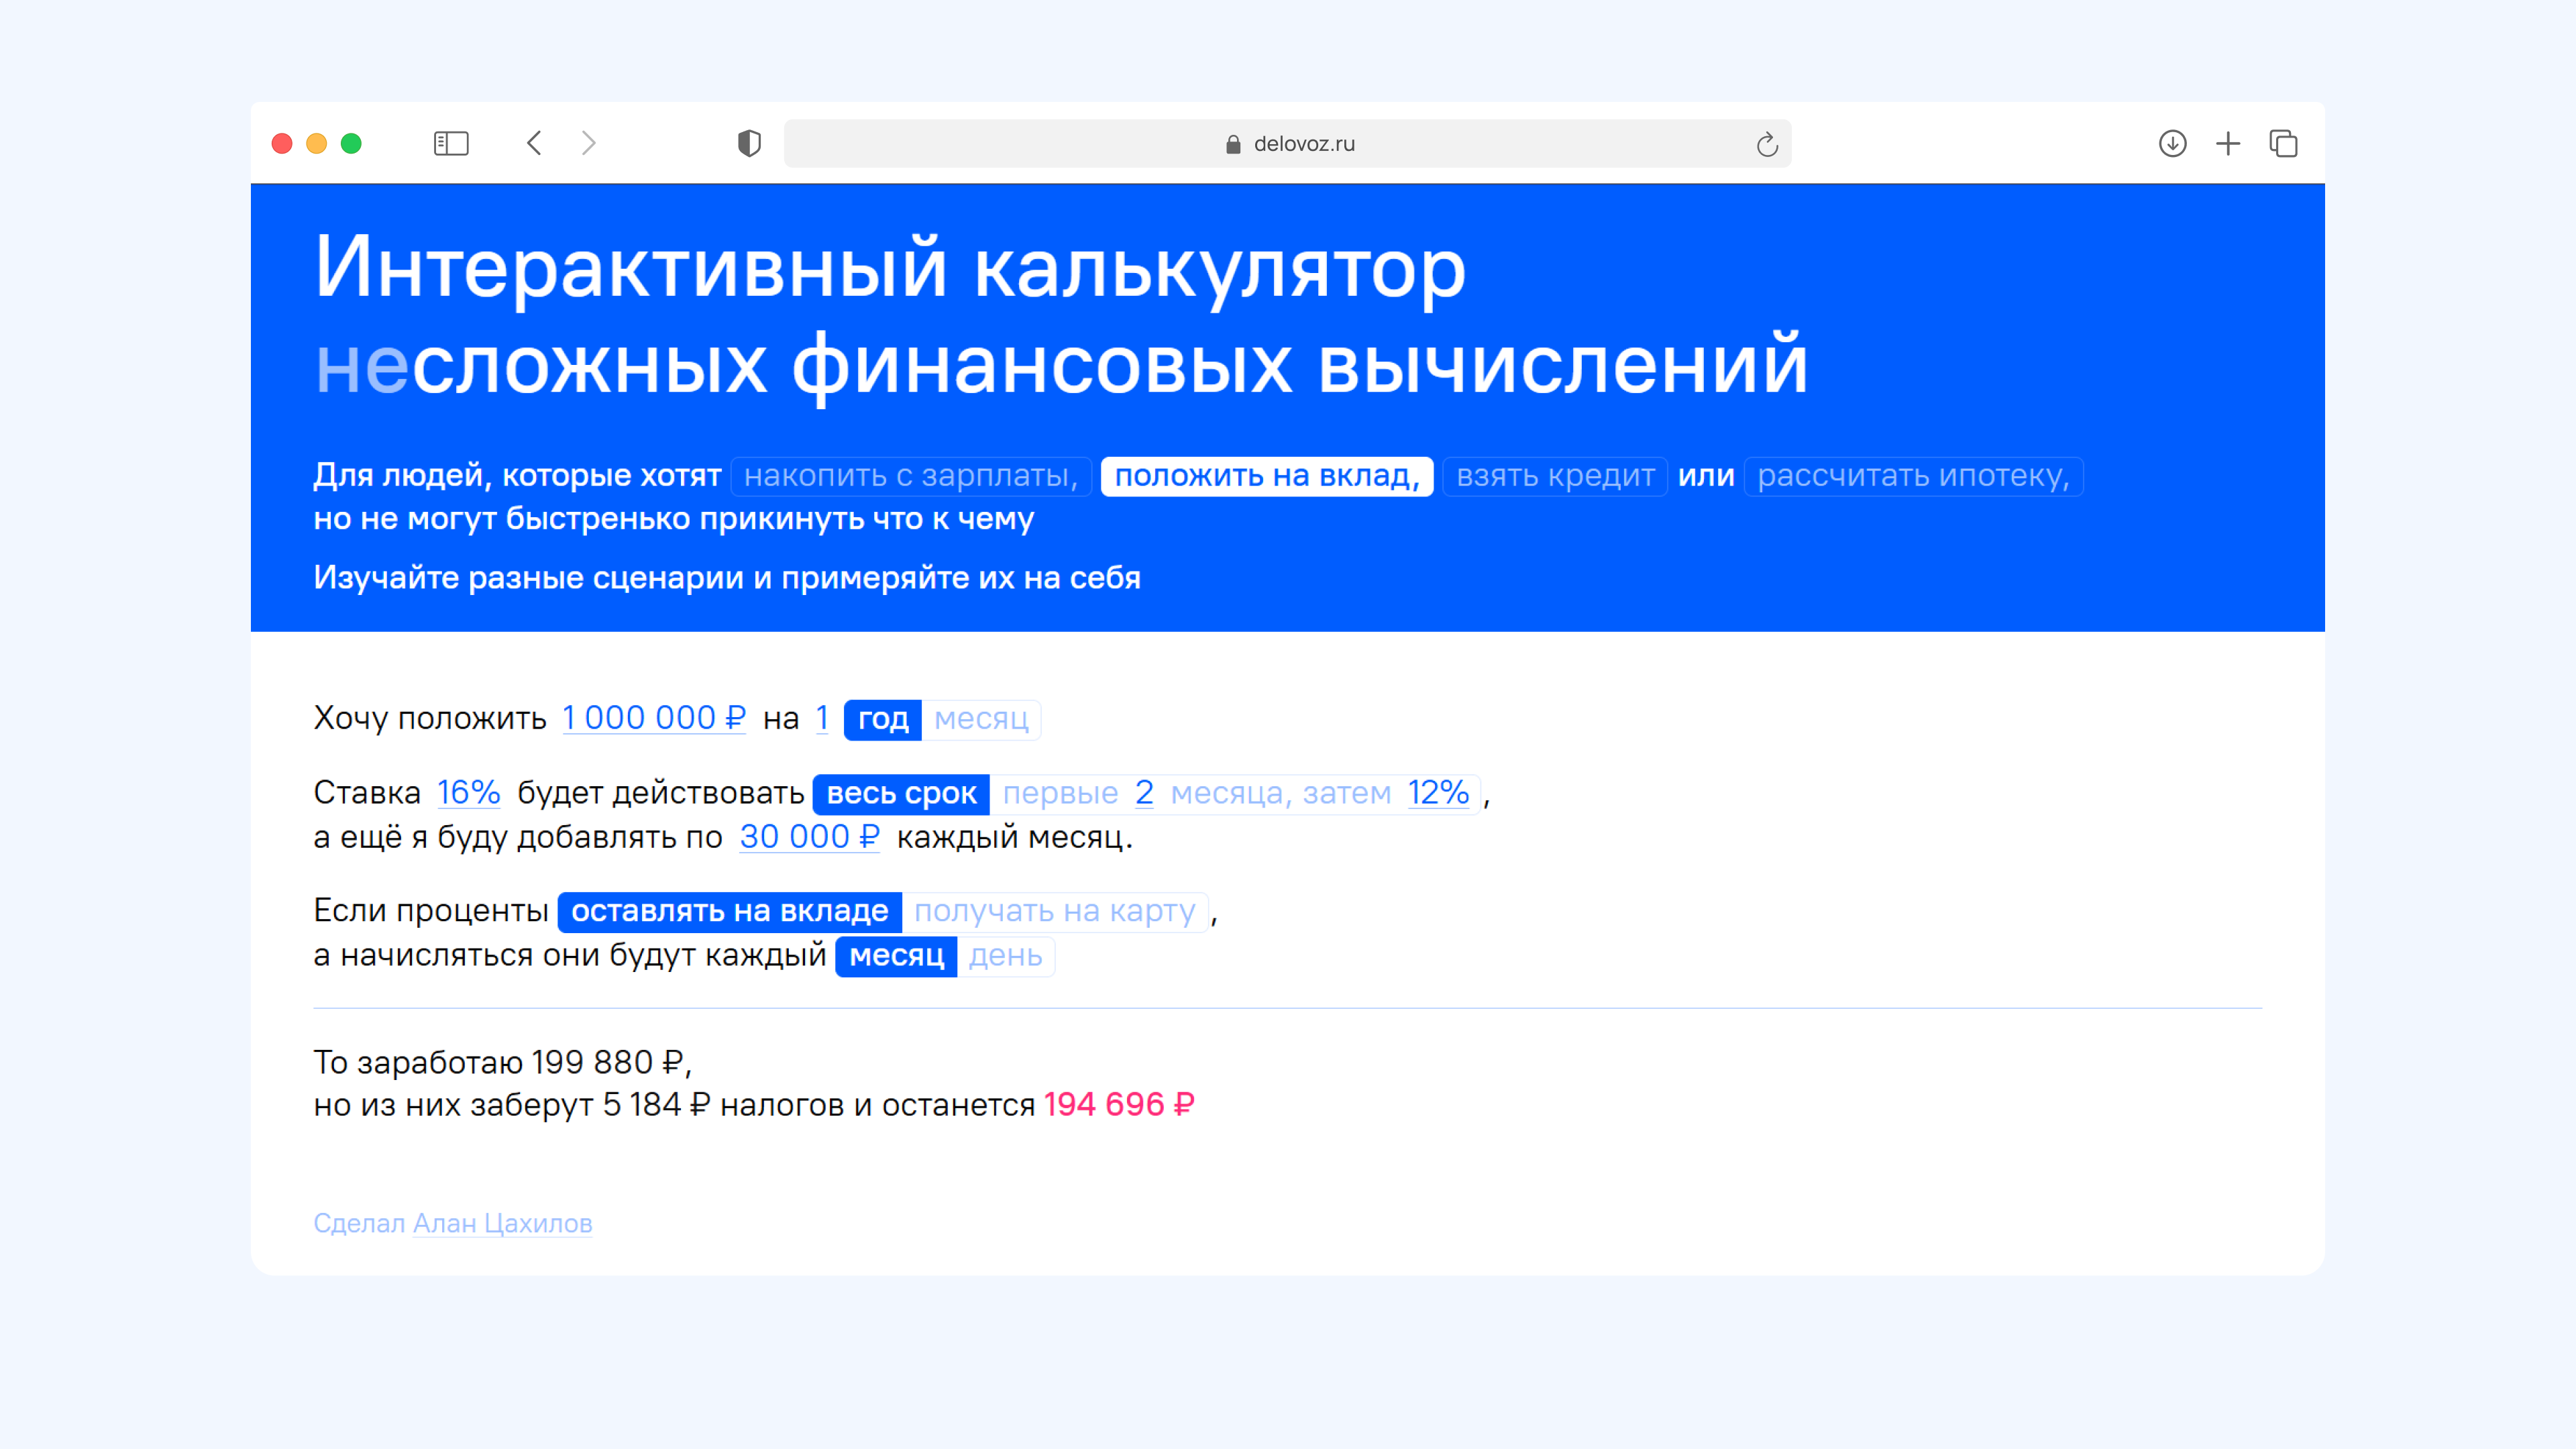 delovoz.ru
Интерактивный калькулятор
несложных финансовых вычислений
Для людей, которые хотят накопить с зарплаты, положить на вклад, взять кредит или рассчитать ипотеку,
но не могут быстренько прикинуть что к чему
Изучайте разные сценарии и примеряйте их на себя
Хочу положить 1 000 000 ₽ на 1 год месяц
Ставка 16% будет действовать весь срок первые 2 месяца, затем 12% ,
а ещё я буду добавлять по 30 000 ₽ каждый месяц.
Если проценты оставлять на вкладе получать на карту ,
а начисляться они будут каждый месяц день
То заработаю 199 880 ₽,
но из них заберут 5 184 ₽ налогов и останется 194 696 ₽
Сделал Алан Цахилов